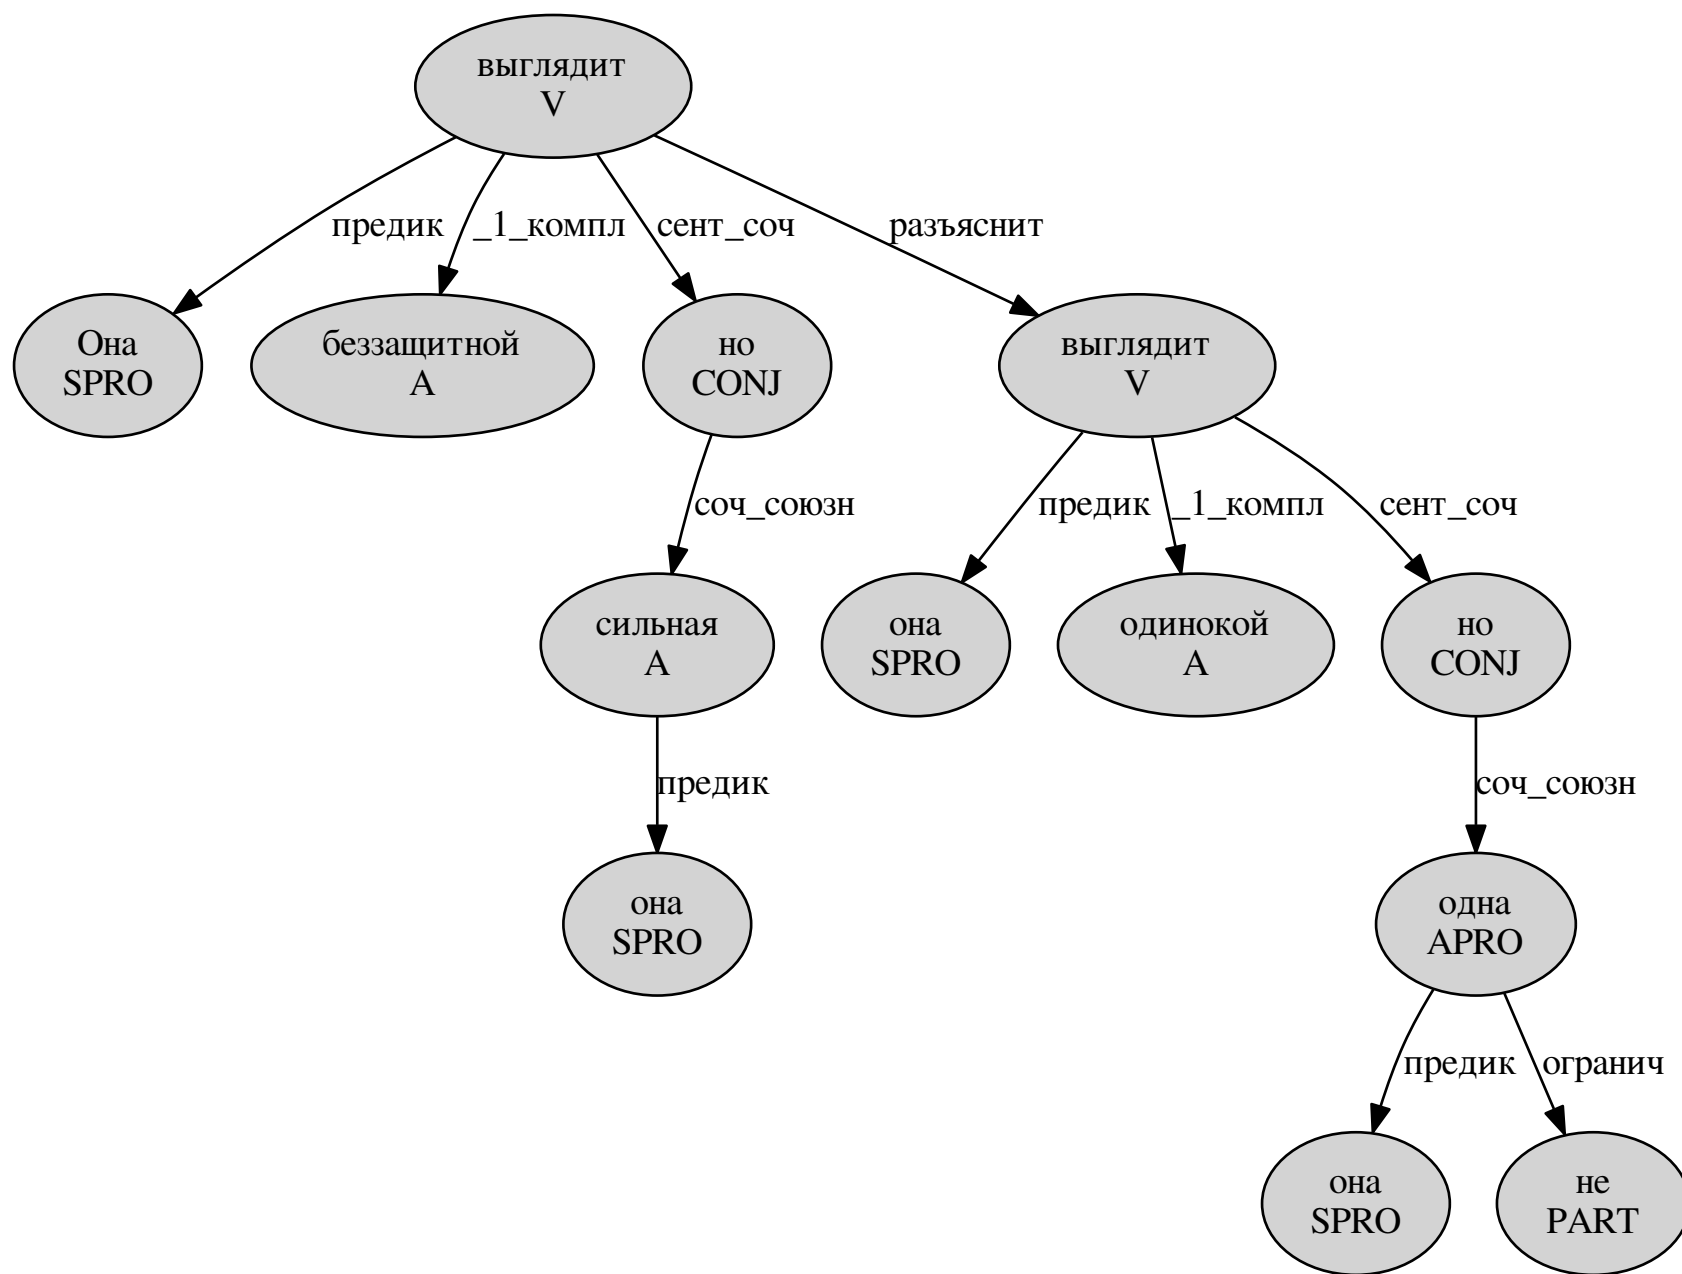 выглядит
V
предик
_1_компл
сент_соч
разъяснит
Она
SPRO
беззащитной
A
но
CONJ
выглядит
V
соч_союзн
предик
_1_компл
сент_соч
сильная
A
она
SPRO
одинокой
A
но
CONJ
предик
соч_союзн
она
SPRO
одна
APRO
предик
огранич
она
SPRO
не
PART